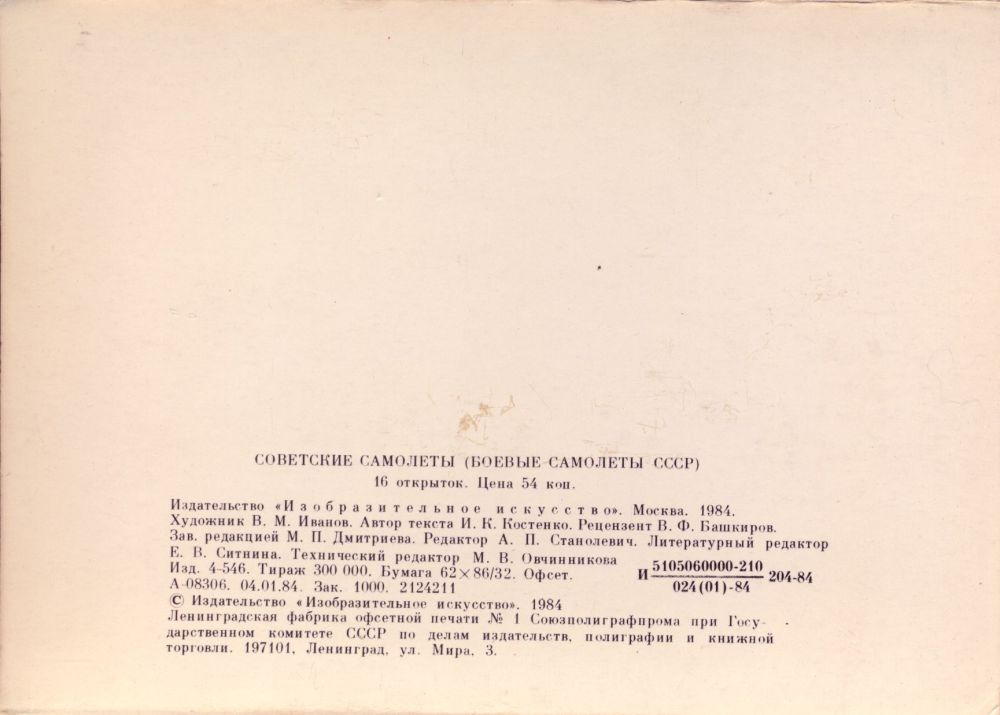 СОВЕТСКИЕ САМОЛЕТЫ (БОЕВЫЕ САМОЛЕТЫ СССР)
16 открыток. Цена 54 коп.
Издательство «Изобразительное искусство». Москва. 1984.
Художник В. М. Иванов. Автор текста И. К. Костенко. Рецензент В. Ф. Башкиров.
Зав. редакцией М. П. Дмитриева. Редактор А. П. Станолевич. Литературный редактор
Е. В. Ситнина. Технический редактор М. В. Овчинникова
Изд. 4-546. Тираж 300 000. Бумага 62×86/32. Офсет.
А-08306. 04.01.84. Зак. 1000. 2124211
И 5105060000-210 204-84
024(01)-84
© Издательство «Изобразительное искусство». 1984
Ленинградская фабрика офсетной печати № 1 Союзполиграфпрома при Госу-
дарственном комитете СССР по делам издательств, полиграфии и книжной
торговли. 197101, Ленинград, ул. Мира, 3.